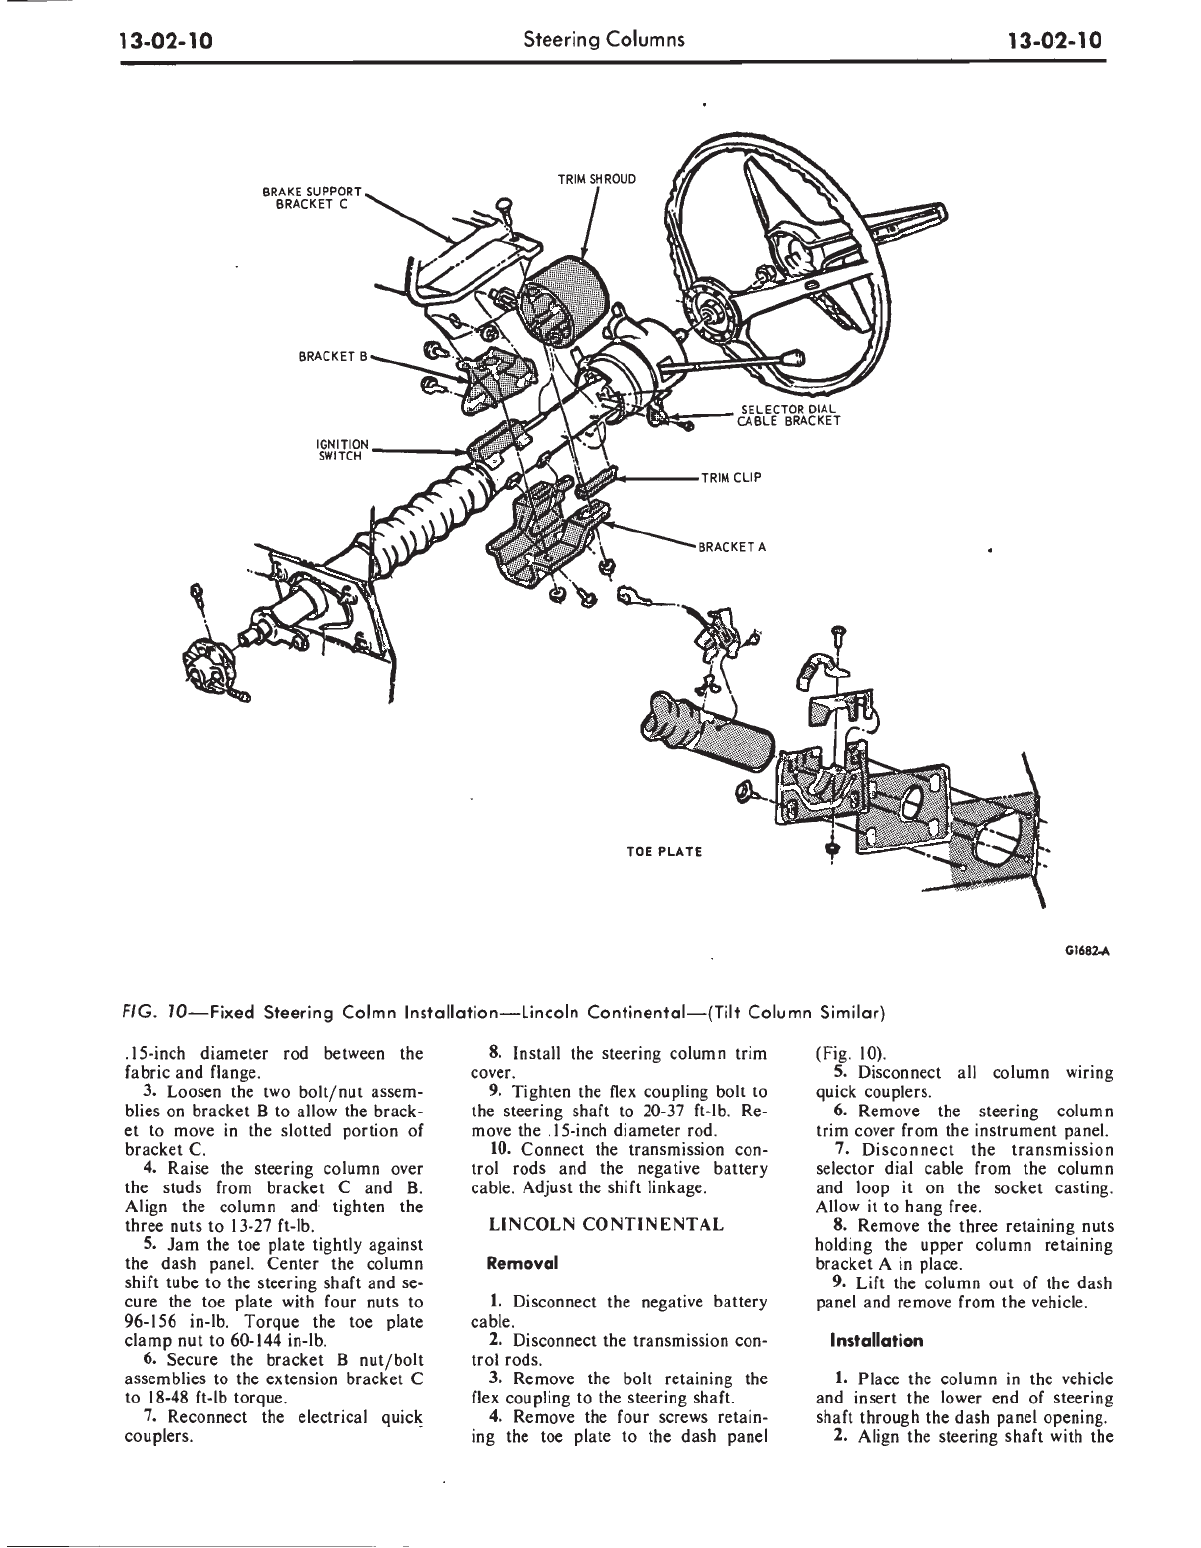 13-02-10 Steering Columns 13-02-10
TRIM SHROUD
BRAKE SUPPORT
BRACKET C
BRACKET B
SELECTOR DIAL
CABLE BRACKET
IGNITION
SWITCH
TRIM CLIP
BRACKET A
TOE PLATE
G1682-A
FIG. 10—Fixed Steering Colmn Installation—Lincoln Continental—(Tilt Column Similar)
.15-inch diameter rod between the
fabric and flange.
3. Loosen the two bolt/nut assem-
blies on bracket B to allow the brack-
et to move in the slotted portion of
bracket C.
4. Raise the steering column over
the studs from bracket C and B.
Align the column and tighten the
three nuts to 13-27 ft-lb.
5. Jam the toe plate tightly against
the dash panel. Center the column
shift tube to the steering shaft and se-
cure the toe plate with four nuts to
96-156 in-lb. Torque the toe plate
clamp nut to 60-144 in-lb.
6. Secure the bracket B nut/bolt
assemblies to the extension bracket C
to 18-48 ft-lb torque.
7. Reconnect the electrical quick
couplers.
8. Install the steering column trim
cover.
9. Tighten the flex coupling bolt to
the steering shaft to 20-37 ft-lb. Re-
move the .15-inch diameter rod.
10. Connect the transmission con-
trol rods and the negative battery
cable. Adjust the shift linkage.
LINCOLN CONTINENTAL
Removal
1. Disconnect the negative battery
cable.
2. Disconnect the transmission con-
trol rods.
3. Remove the bolt retaining the
flex coupling to the steering shaft.
4. Remove the four screws retain-
ing the toe plate to the dash panel
(Fig. 10).
5. Disconnect all column wiring
quick couplers.
6. Remove the steering column
trim cover from the instrument panel.
7. Disconnect the transmission
selector dial cable from the column
and loop it on the socket casting.
Allow it to hang free.
8. Remove the three retaining nuts
holding the upper column retaining
bracket A in place.
9. Lift the column out of the dash
panel and remove from the vehicle.
Installation
1. Place the column in the vehicle
and insert the lower end of steering
shaft through the dash panel opening.
2. Align the steering shaft with the